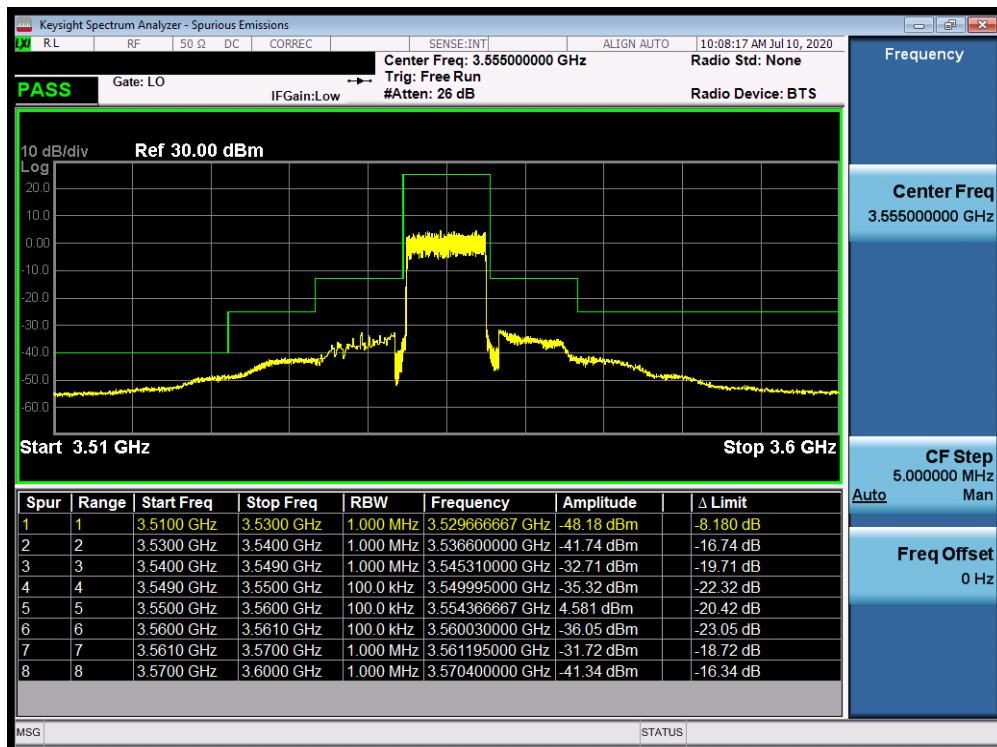 Keysight Spectrum Analyzer - Spurious Emissions
LXI RL RF 50 Ω DC CORREC SENSE:INT ALIGN AUTO 10:08:17 AM Jul 10, 2020
Center Freq: 3.555000000 GHz Radio Std: None
PASS Gate: LO Trig: Free Run
IFGain:Low #Atten: 26 dB Radio Device: BTS
10 dB/div Ref 30.00 dBm
Log
20.0
10.0
0.00
-10.0
-20.0
-30.0
-40.0
-50.0
-60.0
Start 3.51 GHz Stop 3.6 GHz
Spur Range Start Freq Stop Freq RBW Frequency Amplitude Δ Limit
1 1 3.5100 GHz 3.5300 GHz 1.000 MHz 3.529666667 GHz -48.18 dBm -8.180 dB
2 2 3.5300 GHz 3.5400 GHz 1.000 MHz 3.536600000 GHz -41.74 dBm -16.74 dB
3 3 3.5400 GHz 3.5490 GHz 1.000 MHz 3.545310000 GHz -32.71 dBm -19.71 dB
4 4 3.5490 GHz 3.5500 GHz 100.0 kHz 3.549995000 GHz -35.32 dBm -22.32 dB
5 5 3.5500 GHz 3.5600 GHz 100.0 kHz 3.554366667 GHz 4.581 dBm -20.42 dB
6 6 3.5600 GHz 3.5610 GHz 100.0 kHz 3.560030000 GHz -36.05 dBm -23.05 dB
7 7 3.5610 GHz 3.5700 GHz 1.000 MHz 3.561195000 GHz -31.72 dBm -18.72 dB
8 8 3.5700 GHz 3.6000 GHz 1.000 MHz 3.570400000 GHz -41.34 dBm -16.34 dB
MSG STATUS
Frequency
Center Freq
3.555000000 GHz
CF Step
5.000000 MHz
Auto Man
Freq Offset
0 Hz